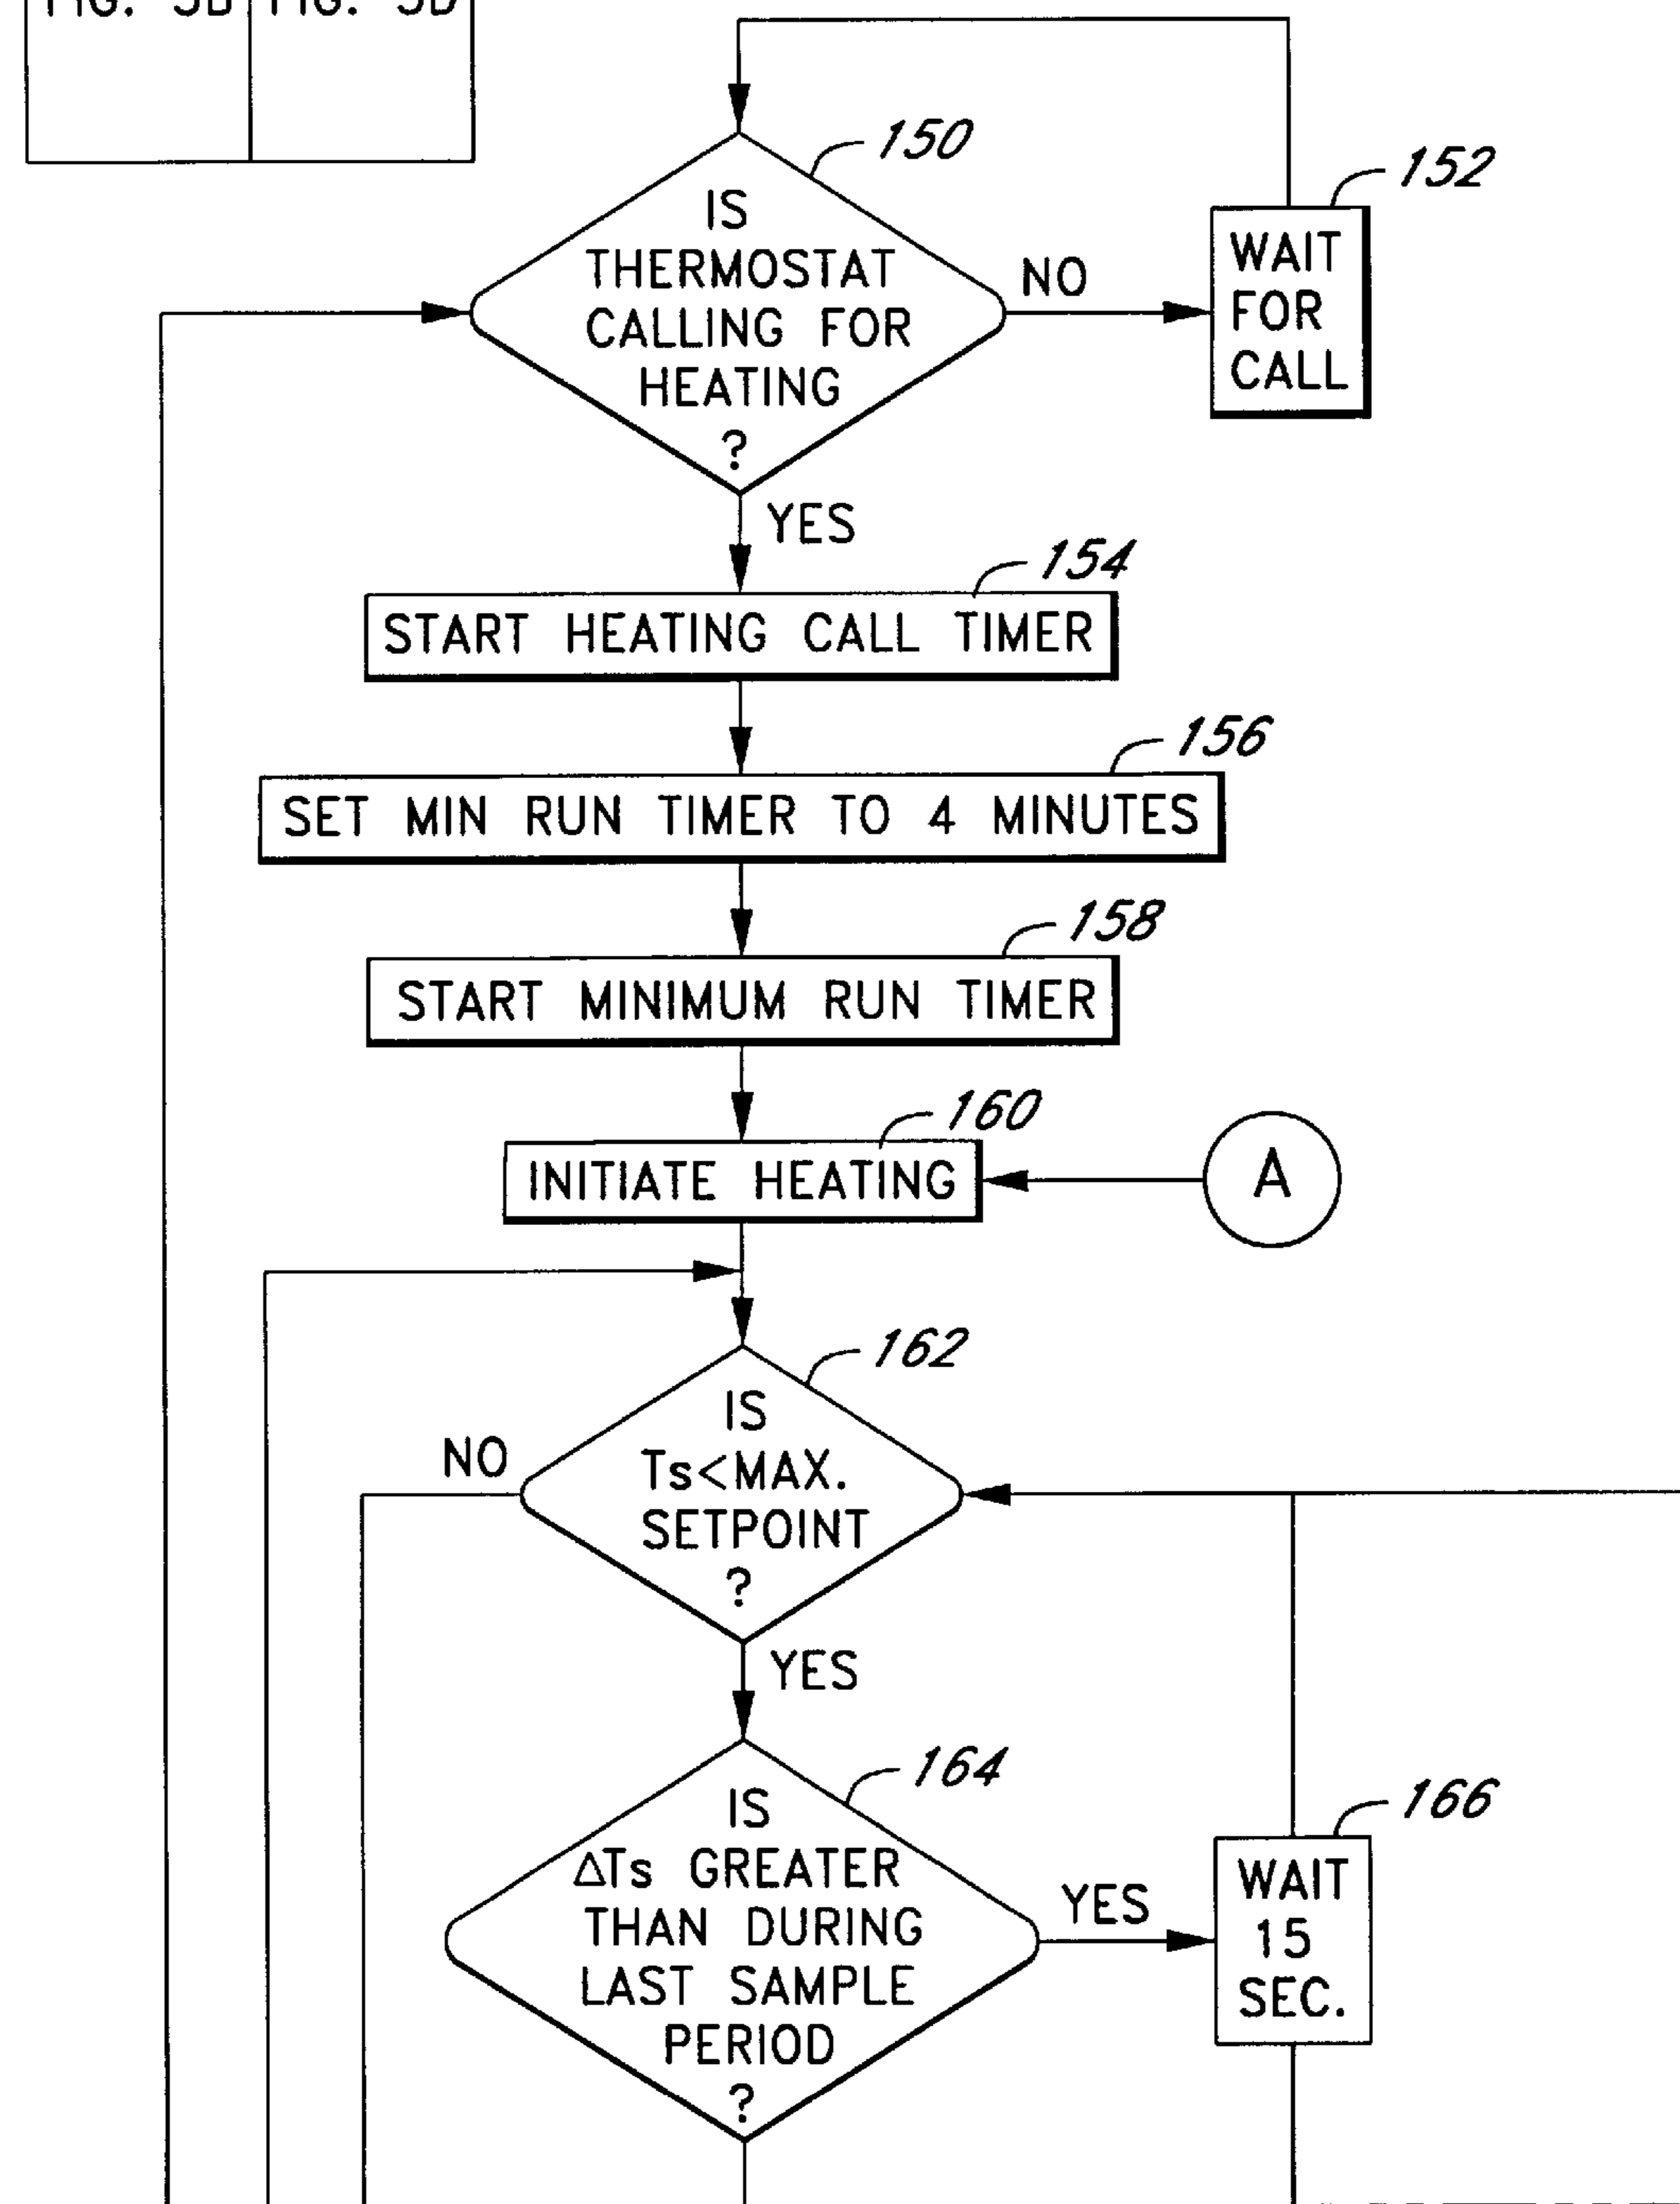 150
152
IS
THERMOSTAT
CALLING FOR
HEATING
?
NO
WAIT
FOR
CALL
YES
154
START HEATING CALL TIMER
156
SET MIN RUN TIMER TO 4 MINUTES
158
START MINIMUM RUN TIMER
160
INITIATE HEATING
A
162
IS
Ts<MAX.
SETPOINT
?
NO
YES
164
IS
ΔTs GREATER
THAN DURING
LAST SAMPLE
PERIOD
?
YES
166
WAIT
15
SEC.